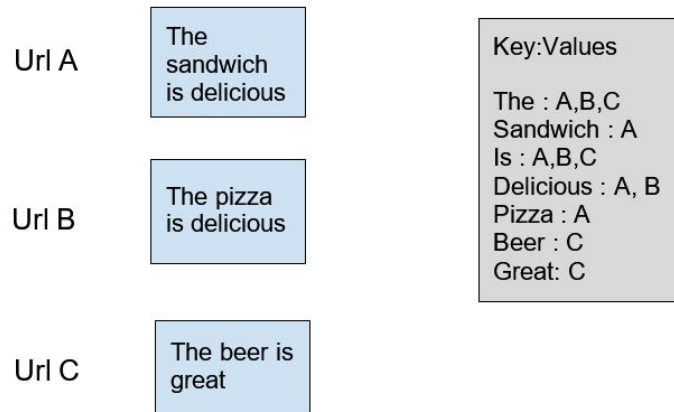 Url A
The
sandwich
is delicious
Url B
The pizza
is delicious
Url C
The beer is
great
Key:Values
The : A,B,C
Sandwich : A
Is : A,B,C
Delicious : A, B
Pizza : A
Beer : C
Great: C